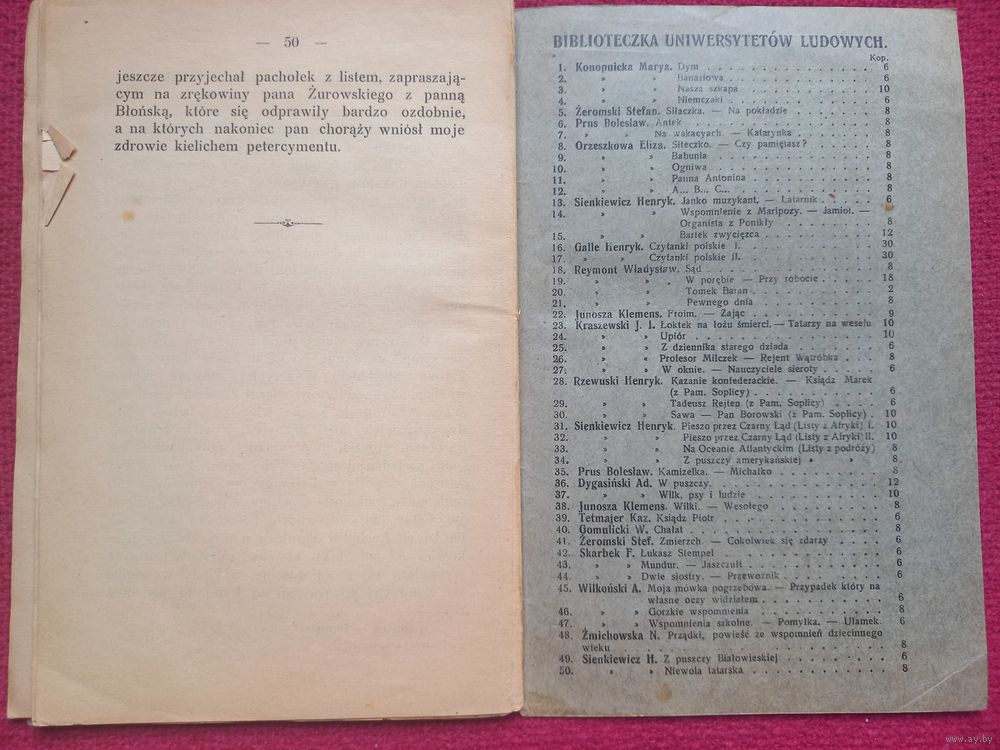 — 50 —
jeszcze przyjechał pachołek z listem, zapraszają-
cym na zrękowiny pana Żurowskiego z panną
Błońską, które się odprawiły bardzo ozdobnie,
a na których nakoniec pan chorąży wniósł moje
zdrowie kielichem petercymentu.
BIBLIOTECZKA UNIWERSYTETÓW LUDOWYCH.
Kop.
1. Konopnicka Marya. Dym . . . . . . . . . . 6
2. » » Banasiowa . . . . . . . . . . 6
3. » » Nasza szkapa . . . . . . . . . . 10
4. » » Niemczaki . . . . . . . . . . 6
5. Żeromski Stefan. Siłaczka. — Na pokładzie . . . . . . 8
6. Prus Bolesław. Antek . . . . . . . . . . 8
7. » » Na wakacyach. — Katarynka . . . . . . 8
8. Orzeszkowa Eliza. Siteczko. — Czy pamiętasz? . . . . . 8
9. » » Babunia . . . . . . . . . . 8
10. » » Ogniwa . . . . . . . . . . 8
11. » » Panna Antonina . . . . . . . . 8
12. » » A... B... C... . . . . . . . . . 8
13. Sienkiewicz Henryk. Janko muzykant. — Latarnik . . . . 6
14. » » Wspomnienie z Maripozy. — Jamioł. —
Organista z Ponikły . . . . . . . 8
15. » » Bartek zwycięzca . . . . . . . . 12
16. Galle Henryk. Czytanki polskie I. . . . . . . . . 30
17. » » Czytanki polskie II. . . . . . . . . 30
18. Reymont Władysław. Sąd . . . . . . . . . . 8
19. » » W porębie — Przy robocie . . . . . 18
20. » » Tomek Baran . . . . . . . . . 2
21. » » Pewnego dnia . . . . . . . . 8
22. Junosza Klemens. Froim. — Zając . . . . . . . . 9
23. Kraszewski J. I. Łoktek na łożu śmierci. — Tatarzy na weselu 10
24. » » Upiór . . . . . . . . . . 10
25. » » Z dziennika starego dziada . . . . . . 6
26. » » Profesor Milczek — Rejent Wątróbka . . . 8
27. » » W oknie. — Nauczyciele sieroty . . . . . 6
28. Rzewuski Henryk. Kazanie konfederackie. — Ksiądz Marek
(z Pam. Soplicy) . . . . . . . . 6
29. » » Tadeusz Rejten (z Pam. Soplicy) . . . . 6
30. » » Sawa — Pan Borowski (z Pam. Soplicy) . 10
31. Sienkiewicz Henryk. Pieszo przez Czarny Ląd (Listy z Afryki) I. 10
32. » » Pieszo przez Czarny Ląd (Listy z Afryki) II. 10
33. » » Na Oceanie Atlantyckim (Listy z podróży) 8
34. » » Z puszczy amerykańskiej » » 8
35. Prus Bolesław. Kamizelka. — Michałko . . . . . . . 8
36. Dygasiński Ad. W puszczy . . . . . . . . . . 12
37. » » Wilk, psy i ludzie . . . . . . . . 10
38. Junosza Klemens. Wilki. — Wesołego . . . . . . . 8
39. Tetmajer Kaz. Ksiądz Piotr . . . . . . . . . 6
40. Gomulicki W. Chałat . . . . . . . . . . 8
41. Żeromski Stef. Zmierzch. — Cokolwiek się zdarzy . . . . 6
42. Skarbek F. Łukasz Stempel . . . . . . . . . 6
43. » » Mundur. — Jaszczułt . . . . . . . . 6
44. » » Dwie siostry. — Przewoźnik . . . . . . 6
45. Wilkoński A. Moja mówka pogrzebowa. — Przypadek który na
własne oczy widziałem . . . . . . . 6
46. » » Gorzkie wspomnienia . . . . . . . . 8
47. » » Wspomnienia szkolne. — Pomyłka. — Ułamek 6
48. Żmichowska N. Prządki, powieść ze wspomnień dziecinnego
wieku . . . . . . . . . . 8
49. Sienkiewicz H. Z puszczy Białowieskiej . . . . . . . 6
50. » » Niewola tatarska . . . . . . . . 8
www.ay.by